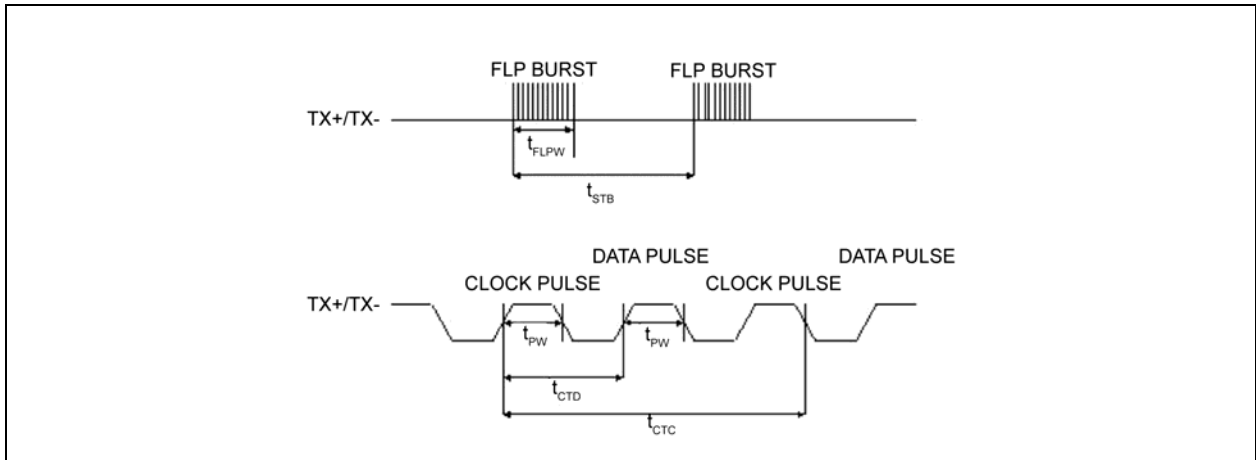 FLP BURST FLP BURST
TX+/TX-
tFLPW
tSTB
DATA PULSE DATA PULSE
CLOCK PULSE CLOCK PULSE
TX+/TX-
tPW tPW
tCTD
tCTC